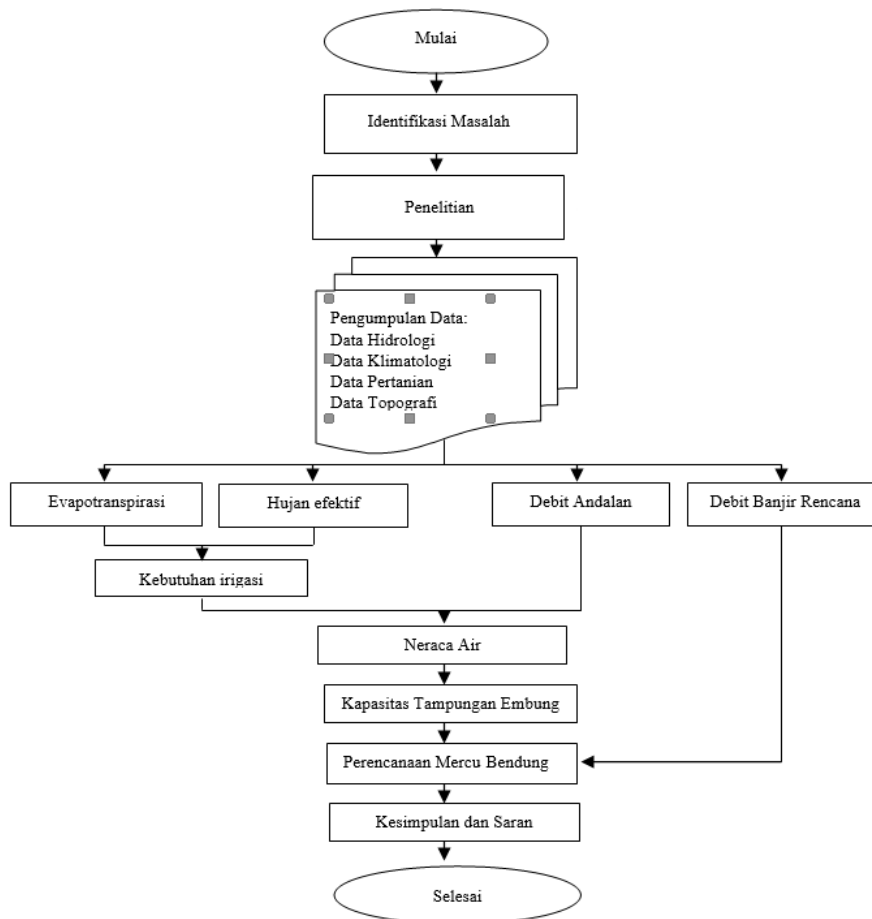 Mulai
Identifikasi Masalah
Penelitian
Pengumpulan Data:
Data Hidrologi
Data Klimatologi
Data Pertanian
Data Topografi
Evapotranspirasi
Hujan efektif
Debit Andalan
Debit Banjir Rencana
Kebutuhan irigasi
Neraca Air
Kapasitas Tampungan Embung
Perencanaan Mercu Bendung
Kesimpulan dan Saran
Selesai